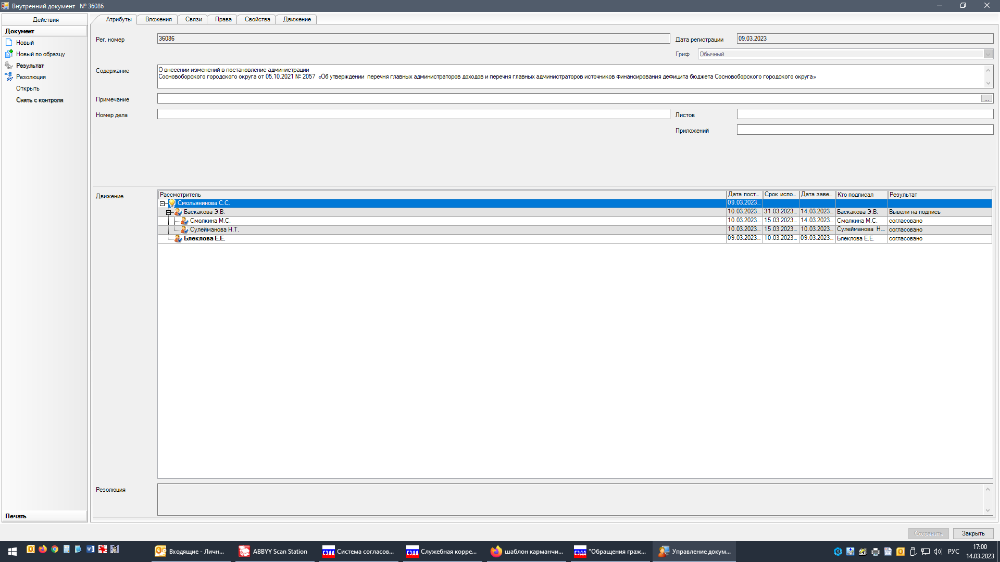 Внутренний документ № 36086
Действия
Документ
Новый
Новый по образцу
Результат
Резолюция
Открыть
Снять с контроля
Печать
Атрибуты
Вложения
Связи
Права
Свойства
Движение
Рег. номер
36086
Дата регистрации
09.03.2023
Гриф
Обычный
Содержание
О внесении изменений в постановление администрации
Сосновоборского городского округа от 05.10.2021 № 2057 «Об утверждении перечня главных администраторов доходов и перечня главных администраторов источников финансирования дефицита бюджета Сосновоборского городского округа»
Примечание
...
Номер дела
Листов
Приложений
Движение
Рассмотритель Дата пост... Срок испо... Дата заве... Кто подписал Результат
Смольянинова С.С. 09.03.2023...
Баскакова Э.В. 10.03.2023... 31.03.2023... 14.03.2023... Баскакова Э.В. Вывели на подпись
Смолкина М.С. 10.03.2023... 15.03.2023... 14.03.2023... Смолкина М.С. согласовано
Сулейманова Н.Т. 10.03.2023... 15.03.2023... 10.03.2023... Сулейманова Н.... согласовано
Блеклова Е.Е. 09.03.2023... 10.03.2023... 09.03.2023... Блеклова Е.Е. согласовано
Резолюция
Сохранить
Закрыть
Входящие - Личн...
ABBYY Scan Station
СЭДД Система согласов...
СЭДД Служебная корре...
шаблон карманчи...
СЭДД "Обращения граж...
Управление докум...
РУС
17:00
14.03.2023